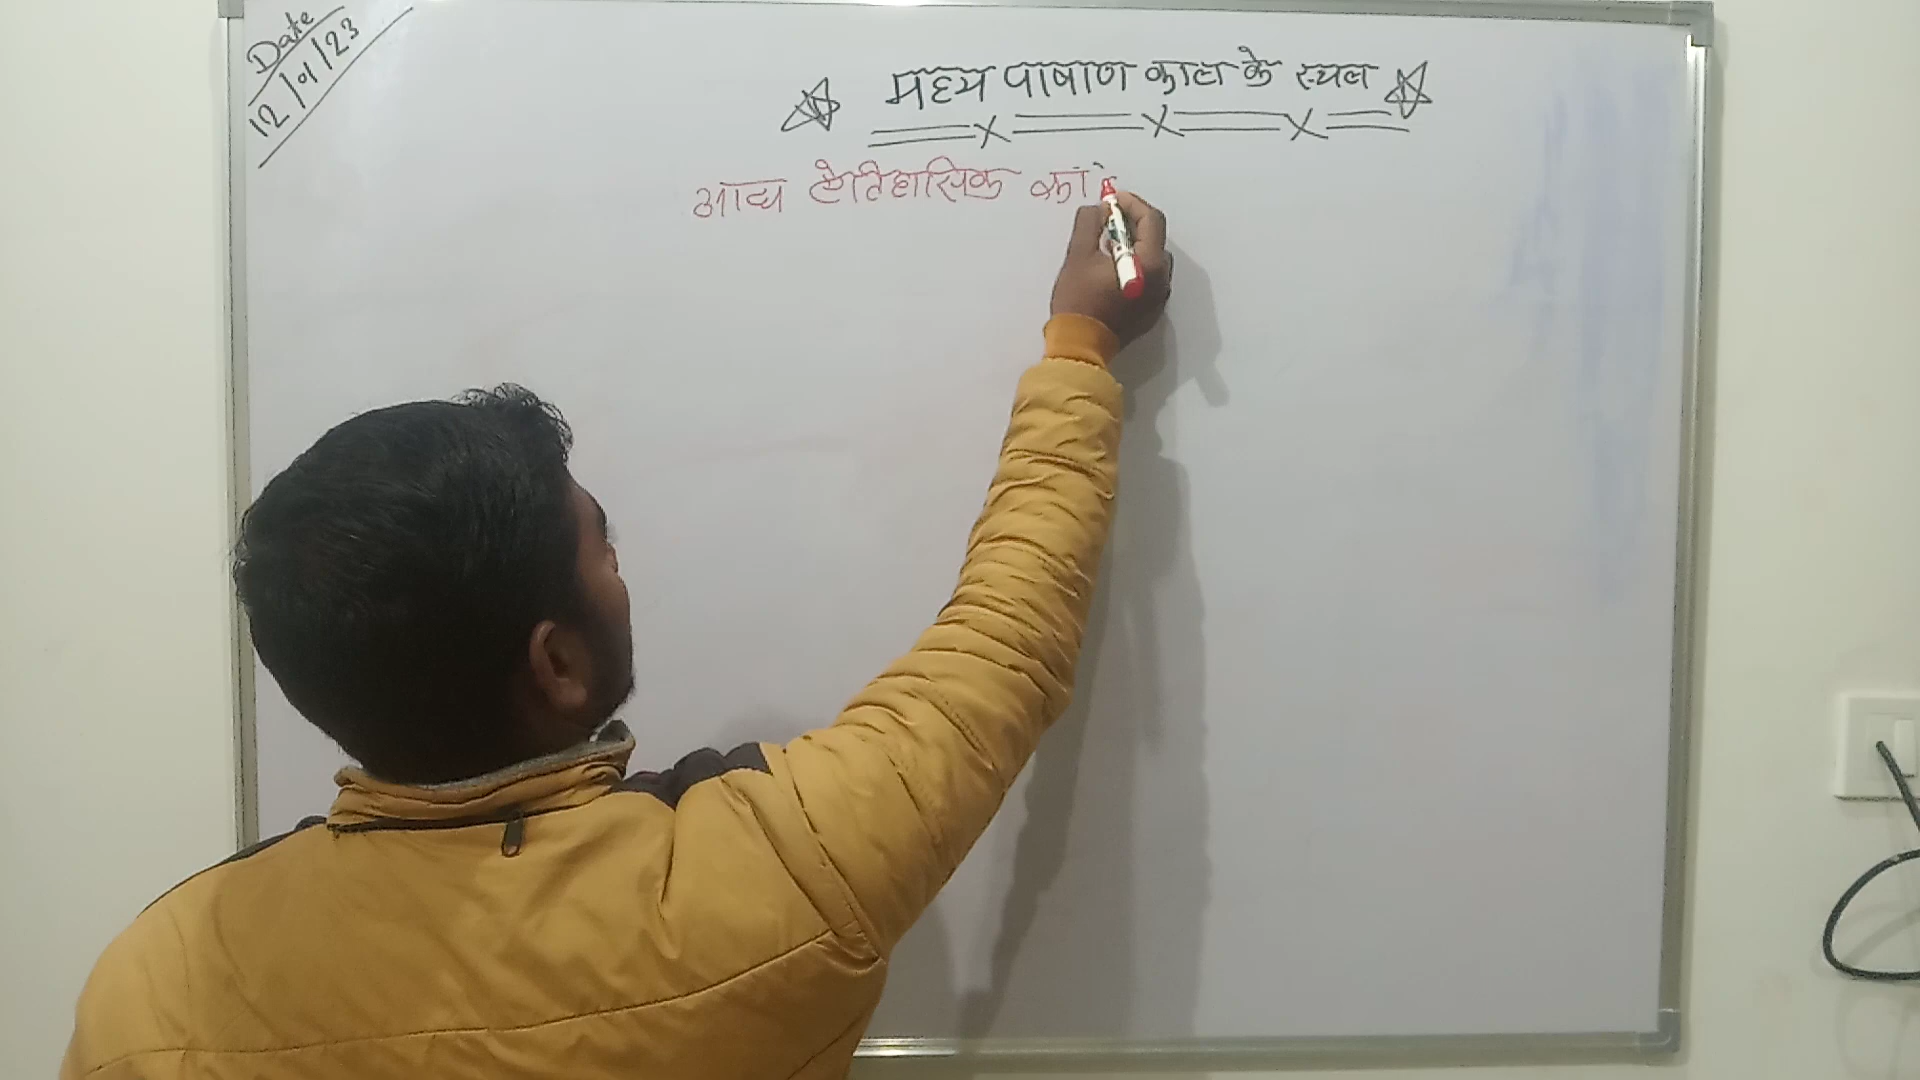 Date
12/01/23
मध्य पाषाण काल के स्थल
आद्य ऐतिहासिक का